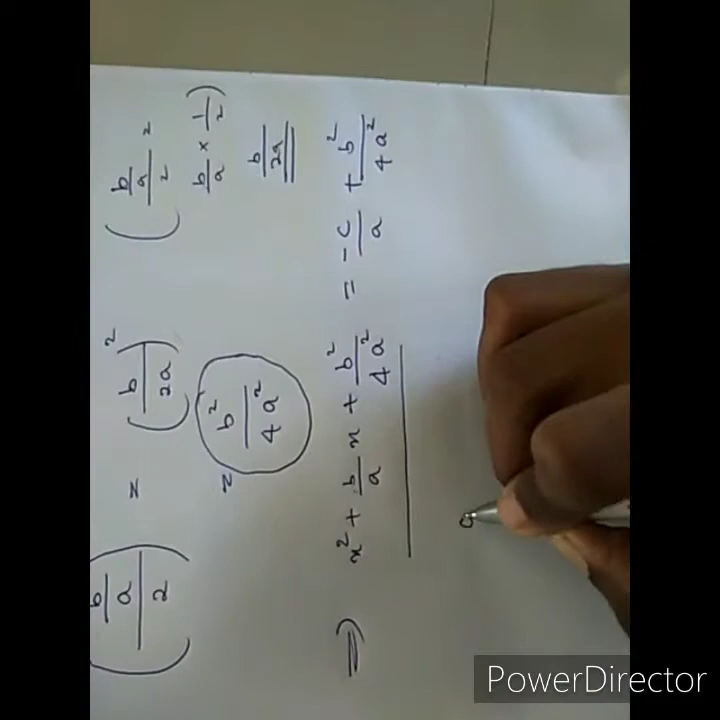 ((b/a)/2) = (b/2a)² ((b/a)/2)²
b/a × 1/2)
= b²/4a² b/2a
⇒ x² + b/a x + b²/4a² = -c/a + b²/4a²
a
PowerDirector